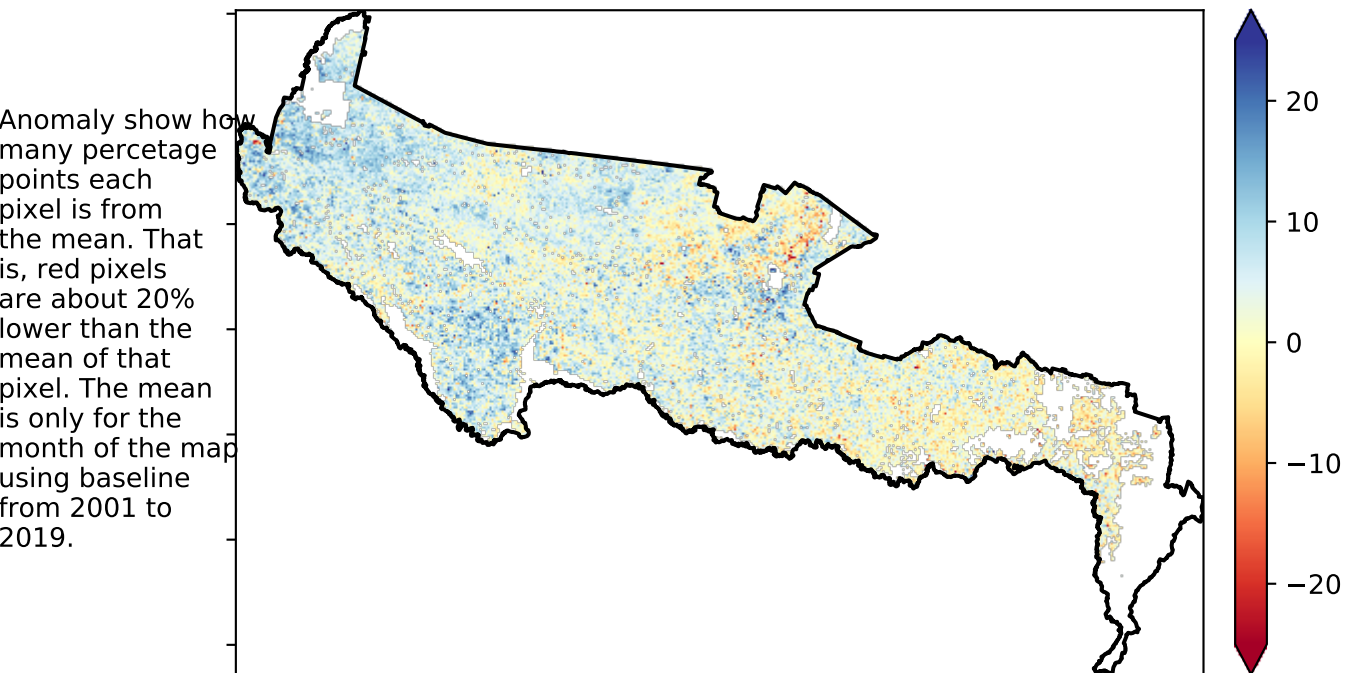 Anomaly show how
many percetage
points each
pixel is from
the mean. That
is, red pixels
are about 20%
lower than the
mean of that
pixel. The mean
is only for the
month of the map
using baseline
from 2001 to
2019.
20
10
0
−10
−20